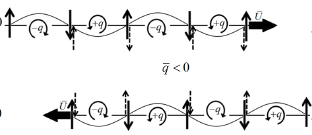 -q +q -q +q Ū
q̄ < 0
Ū -q +q -q +q